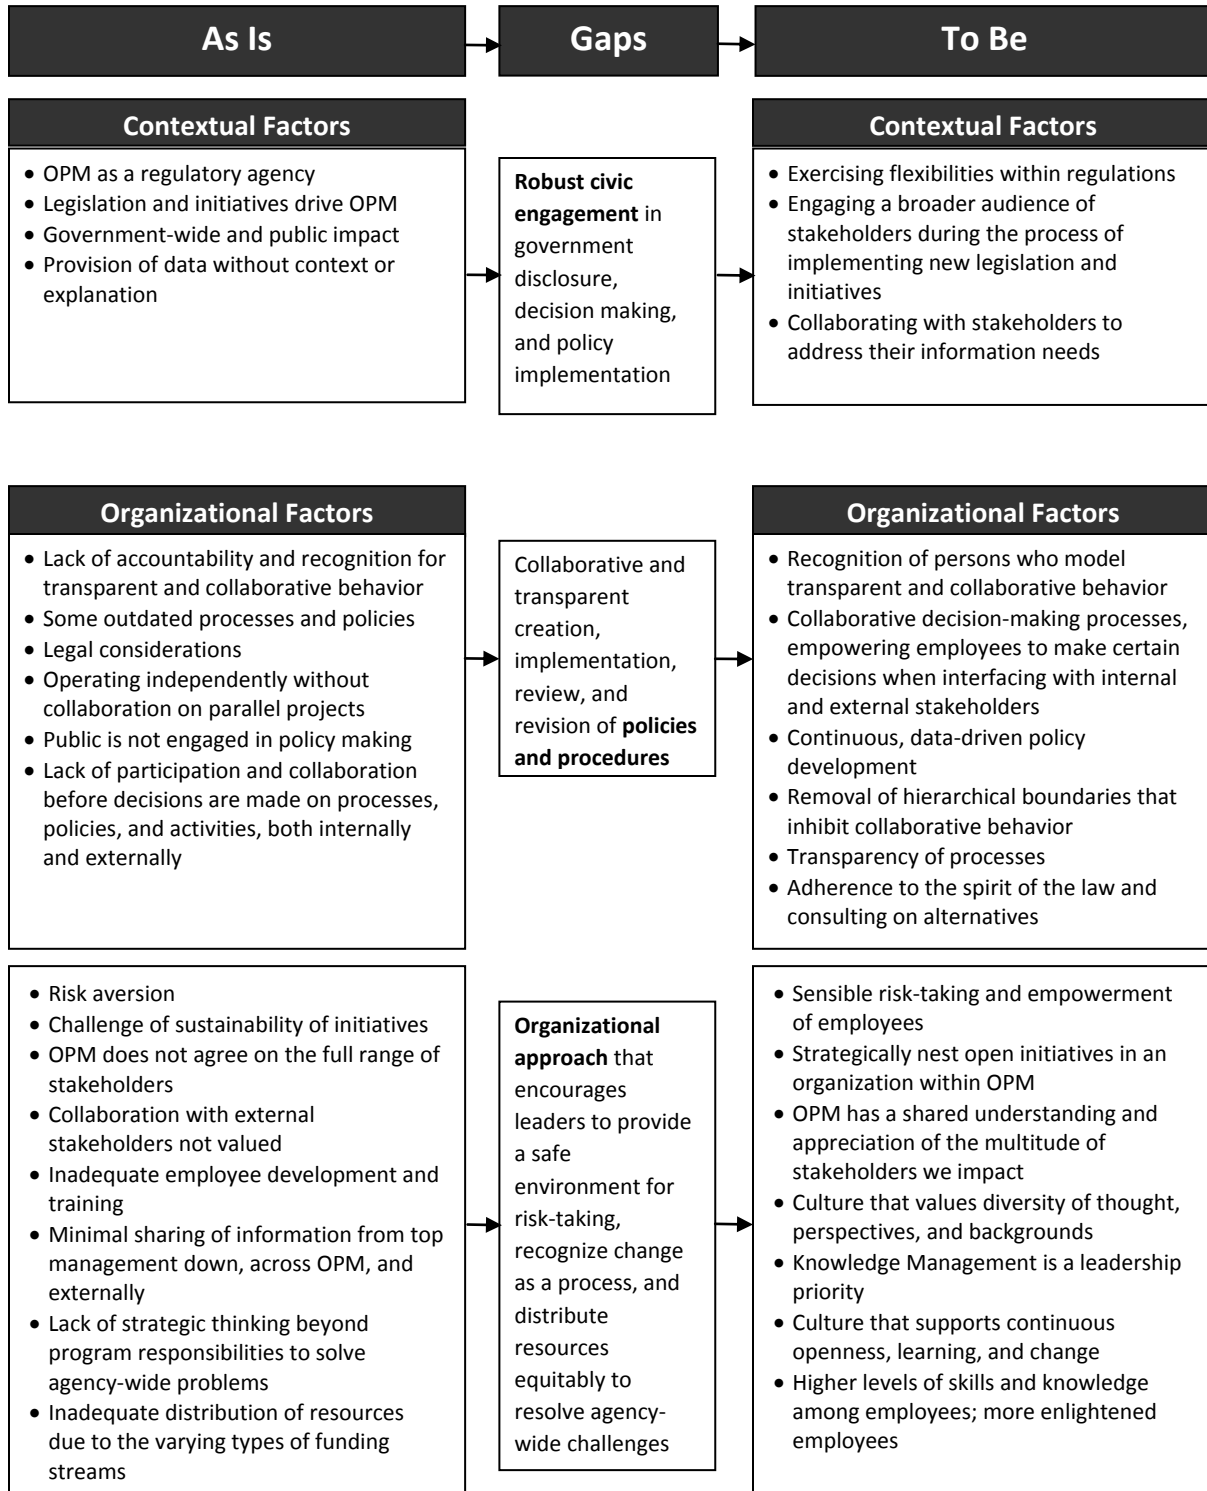 As Is
Gaps
To Be
Contextual Factors
• OPM as a regulatory agency
• Legislation and initiatives drive OPM
• Government-wide and public impact
• Provision of data without context or
explanation
Robust civic
engagement in
government
disclosure,
decision making,
and policy
implementation
Contextual Factors
• Exercising flexibilities within regulations
• Engaging a broader audience of
stakeholders during the process of
implementing new legislation and
initiatives
• Collaborating with stakeholders to
address their information needs
Organizational Factors
• Lack of accountability and recognition for
transparent and collaborative behavior
• Some outdated processes and policies
• Legal considerations
• Operating independently without
collaboration on parallel projects
• Public is not engaged in policy making
• Lack of participation and collaboration
before decisions are made on processes,
policies, and activities, both internally
and externally
Collaborative and
transparent
creation,
implementation,
review, and
revision of policies
and procedures
Organizational Factors
• Recognition of persons who model
transparent and collaborative behavior
• Collaborative decision-making processes,
empowering employees to make certain
decisions when interfacing with internal
and external stakeholders
• Continuous, data-driven policy
development
• Removal of hierarchical boundaries that
inhibit collaborative behavior
• Transparency of processes
• Adherence to the spirit of the law and
consulting on alternatives
• Risk aversion
• Challenge of sustainability of initiatives
• OPM does not agree on the full range of
stakeholders
• Collaboration with external
stakeholders not valued
• Inadequate employee development and
training
• Minimal sharing of information from top
management down, across OPM, and
externally
• Lack of strategic thinking beyond
program responsibilities to solve
agency-wide problems
• Inadequate distribution of resources
due to the varying types of funding
streams
Organizational
approach that
encourages
leaders to provide
a safe
environment for
risk-taking,
recognize change
as a process, and
distribute
resources
equitably to
resolve agency-
wide challenges
• Sensible risk-taking and empowerment
of employees
• Strategically nest open initiatives in an
organization within OPM
• OPM has a shared understanding and
appreciation of the multitude of
stakeholders we impact
• Culture that values diversity of thought,
perspectives, and backgrounds
• Knowledge Management is a leadership
priority
• Culture that supports continuous
openness, learning, and change
• Higher levels of skills and knowledge
among employees; more enlightened
employees